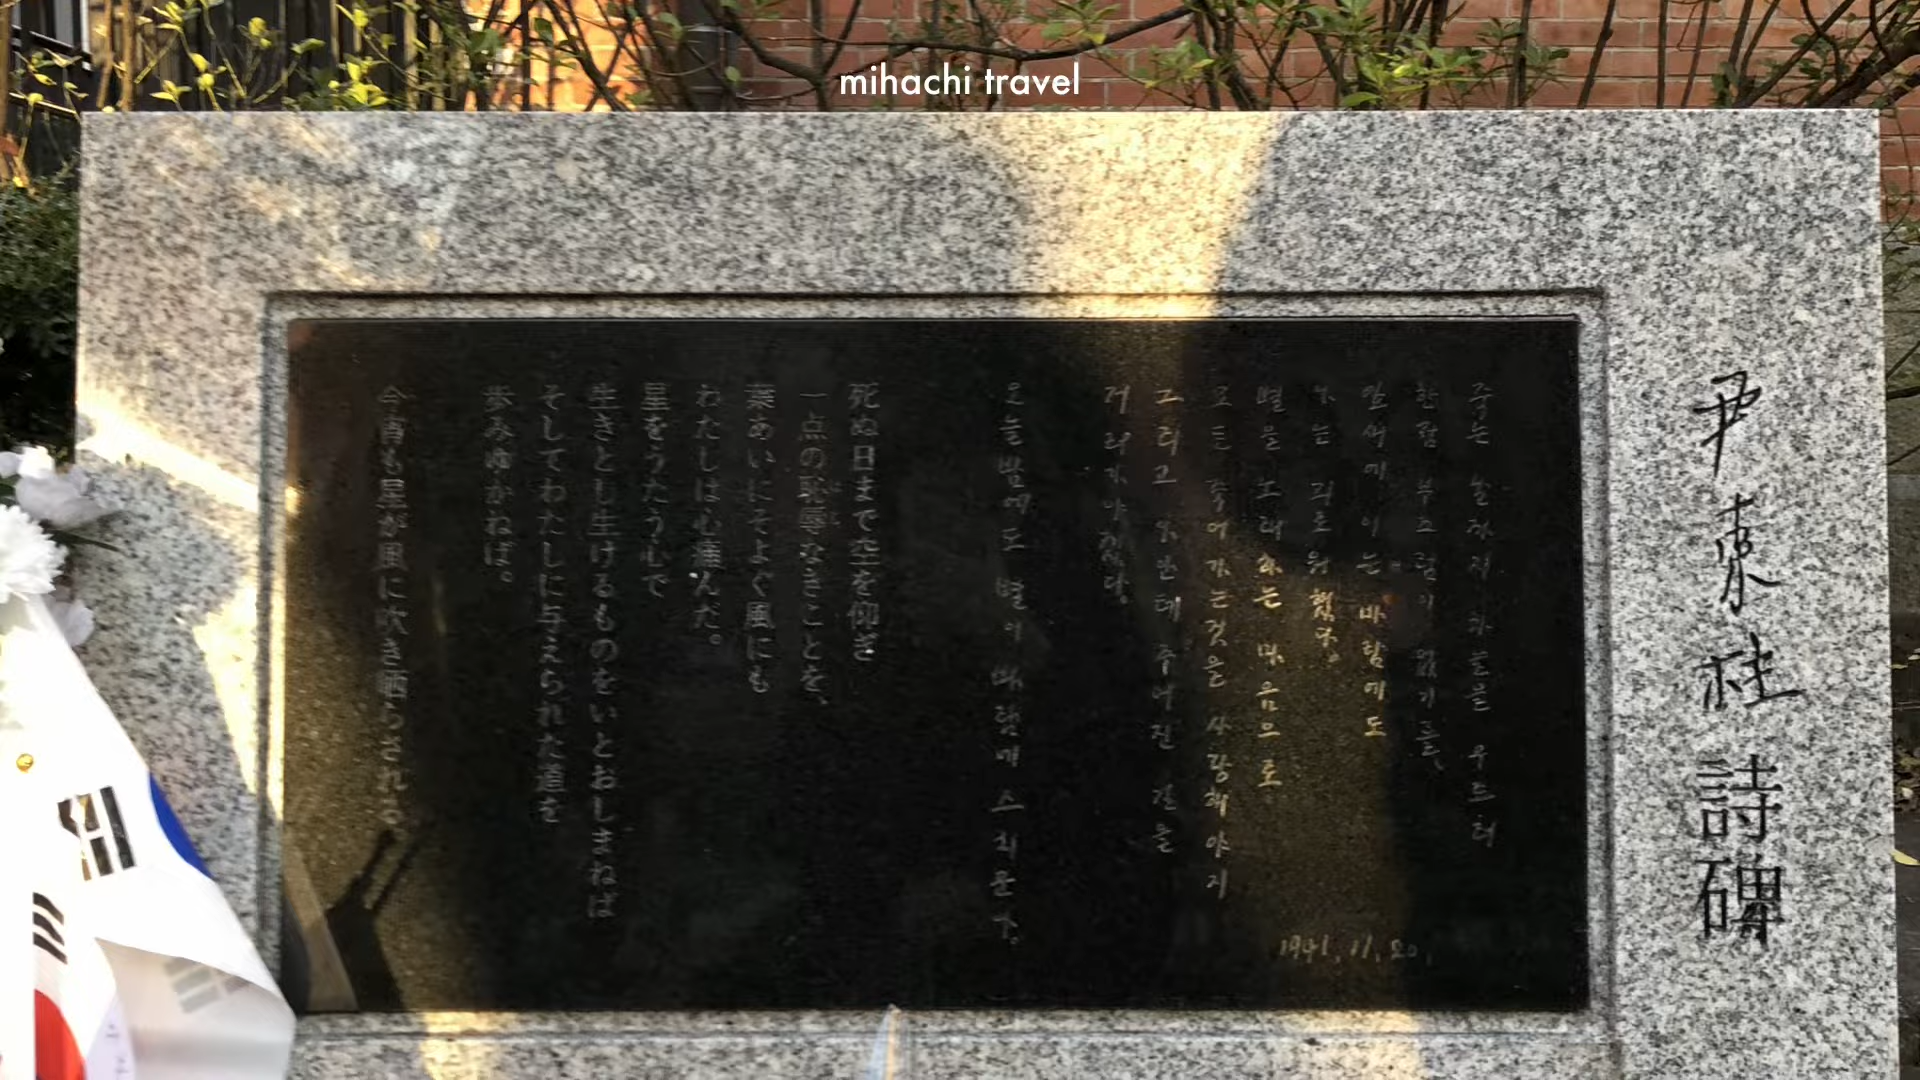 mihachi travel
尹東柱詩碑
죽는 날까지 하늘을 우르러
한점 부끄럼이 없기를,
잎새에 이는 바람에도
나는 괴로워했다.
별을 노래하는 마음으로
모든 죽어가는것을 사랑해야지
그리고 나안테 주어진 길을
거러가야겠다.
오늘밤에도 별이 바람에 스치운다.
1941. 11. 20.
死ぬ日まで空を仰ぎ
一点の恥辱なきことを、
葉あいにそよぐ風にも
わたしは心痛んだ。
星をうたう心で
生きとし生けるものをいとおしまねば
そしてわたしに与えられた道を
歩みゆかねば。
今宵も星が風に吹き晒らされる。